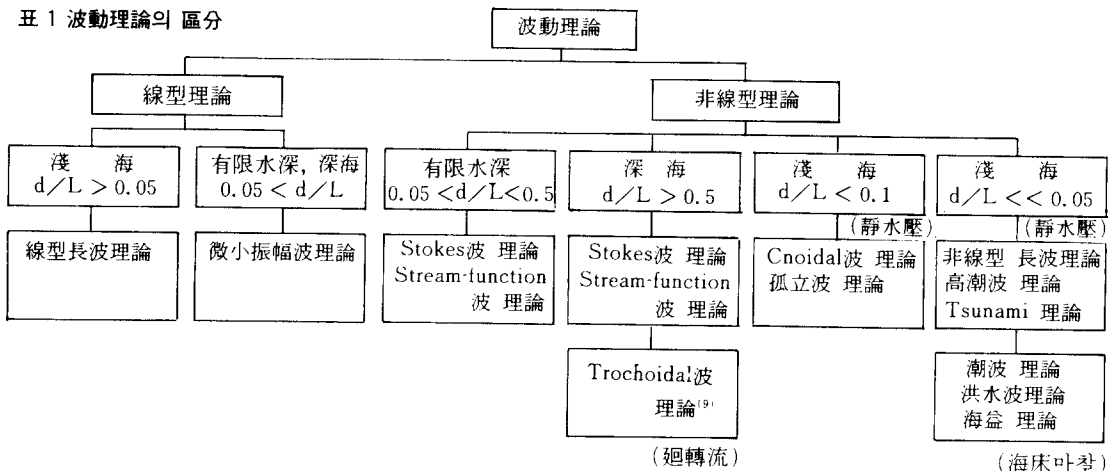 표 1 波動理論의 區分
波動理論
線型理論
非線型理論
淺 海
d/L > 0.05
有限水深, 深海
0.05 < d/L
有限水深
0.05 <d/L<0.5
深 海
d/L > 0.5
淺 海
d/L < 0.1
淺 海
d/L << 0.05
(靜水壓)
(靜水壓)
線型長波理論
微小振幅波理論
Stokes波 理論
Stream-function
波 理論
Stokes波 理論
Stream-function
波 理論
Cnoidal波 理論
孤立波 理論
非線型 長波理論
高潮波 理論
Tsunami 理論
Trochoidal波
理論(9)
潮波 理論
洪水波理論
海益 理論
(廻轉流)
(海床마찰)